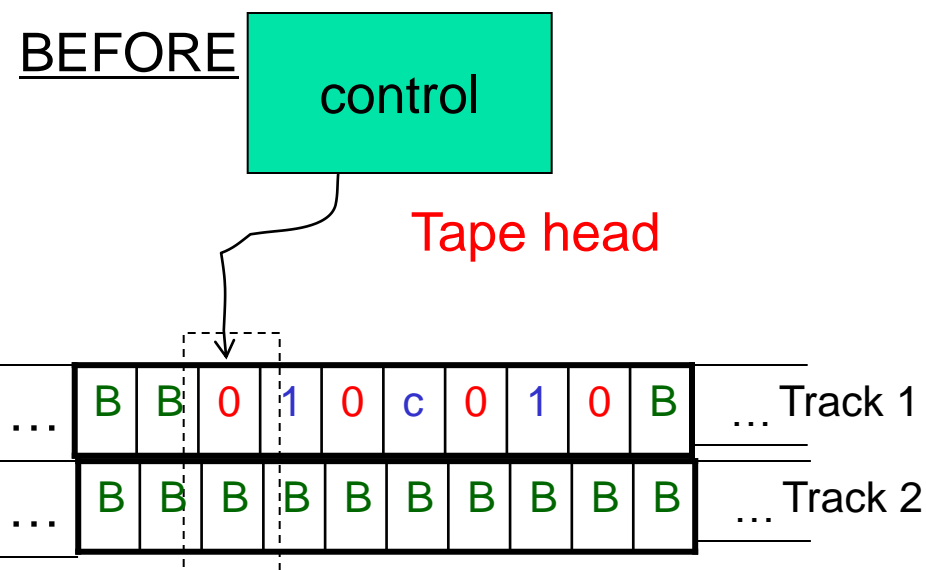 BEFORE
control
Tape head
... B B 0 1 0 c 0 1 0 B ... Track 1
... B B B B B B B B B B ... Track 2